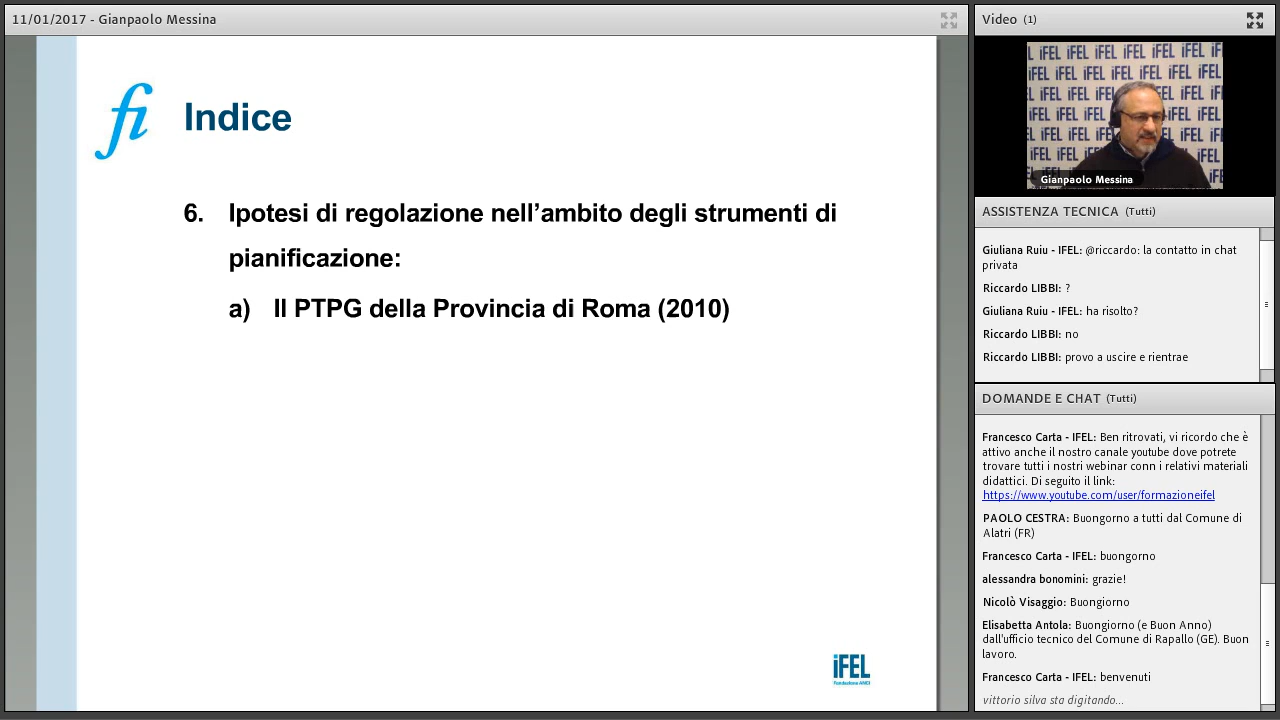 11/01/2017 - Gianpaolo Messina
fi
Indice
6. Ipotesi di regolazione nell’ambito degli strumenti di
pianificazione:
a) Il PTPG della Provincia di Roma (2010)
iFEL
Fondazione ANCI
Video (1)
iFEL iFEL iFEL iFEL
Gianpaolo Messina
ASSISTENZA TECNICA (Tutti)
Giuliana Ruiu - IFEL: @riccardo: la contatto in chat
privata
Riccardo LIBBI: ?
Giuliana Ruiu - IFEL: ha risolto?
Riccardo LIBBI: no
Riccardo LIBBI: provo a uscire e rientrae
DOMANDE E CHAT (Tutti)
Francesco Carta - IFEL: Ben ritrovati, vi ricordo che è
attivo anche il nostro canale youtube dove potrete
trovare tutti i nostri webinar conn i relativi materiali
didattici. Di seguito il link:
https://www.youtube.com/user/formazioneifel
PAOLO CESTRA: Buongorno a tutti dal Comune di
Alatri (FR)
Francesco Carta - IFEL: buongorno
alessandra bonomini: grazie!
Nicolò Visaggio: Buongiorno
Elisabetta Antola: Buongiorno (e Buon Anno)
dall'ufficio tecnico del Comune di Rapallo (GE). Buon
lavoro.
Francesco Carta - IFEL: benvenuti
vittorio silva sta digitando...